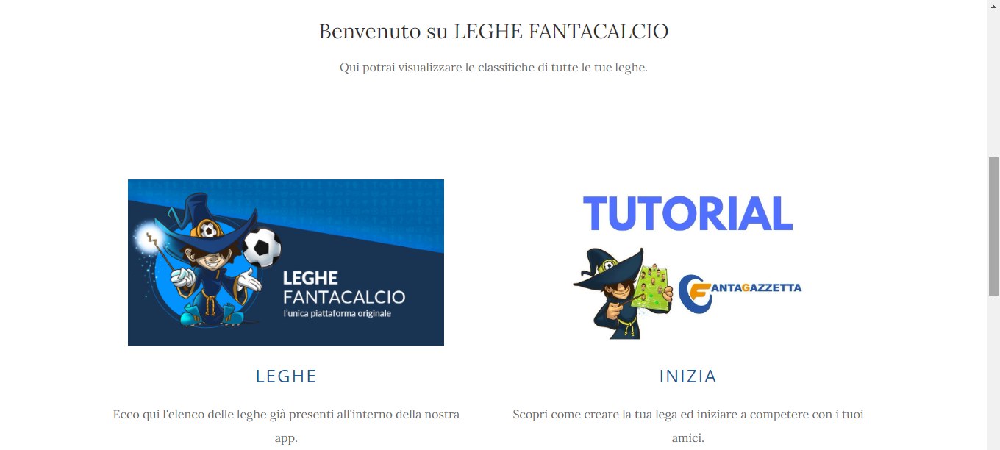 Benvenuto su LEGHE FANTACALCIO
Qui potrai visualizzare le classifiche di tutte le tue leghe.
LEGHE
FANTACALCIO
l'unica piattaforma originale
TUTORIAL
FANTAGAZZETTA
LEGHE
Ecco qui l'elenco delle leghe già presenti all'interno della nostra
app.
INIZIA
Scopri come creare la tua lega ed iniziare a competere con i tuoi
amici.